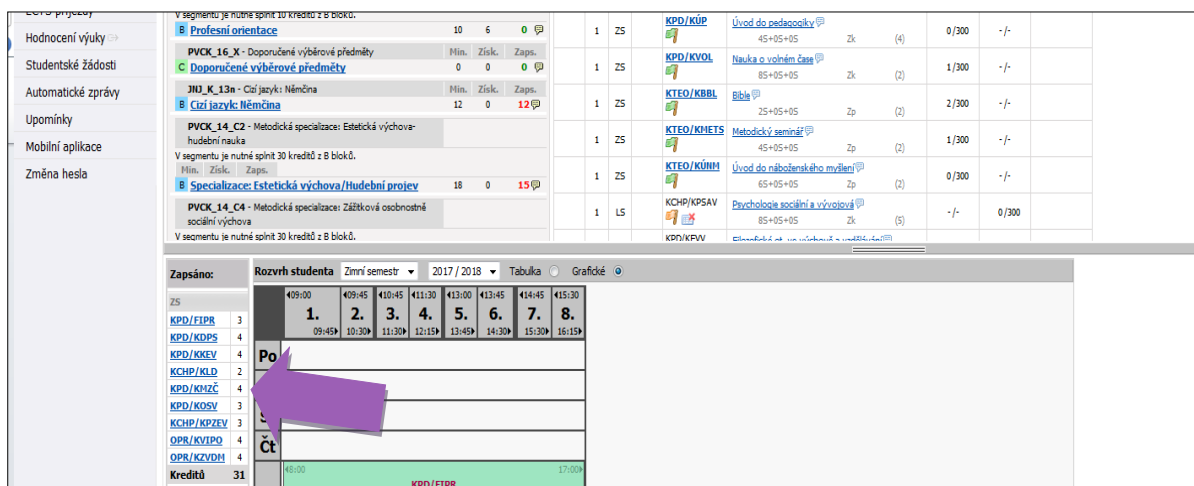 ECTS příjezdy
Hodnocení výuky
Studentské žádosti
Automatické zprávy
Upomínky
Mobilní aplikace
Změna hesla
V segmentu je nutné splnit 10 kreditů z B bloků.
B Profesní orientace 10 6 0
PVCK_16_X - Doporučené výběrové předměty Min. Získ. Zaps.
C Doporučené výběrové předměty 0 0 0
JNJ_K_13n - Cizí jazyk: Němčina Min. Získ. Zaps.
B Cizí jazyk: Němčina 12 0 12
PVCK_14_C2 - Metodická specializace: Estetická výchova-
hudební nauka
V segmentu je nutné splnit 30 kreditů z B bloků.
Min. Získ. Zaps.
B Specializace: Estetická výchova/Hudební projev 18 0 15
PVCK_14_C4 - Metodická specializace: Zážitková osobnostně
sociální výchova
V segmentu je nutné splnit 30 kreditů z B bloků.
1 ZS KPD/KÚP Úvod do pedagogiky 0/300 -/-
4S+0S+0S Zk (4)
1 ZS KPD/KVOL Nauka o volném čase 1/300 -/-
8S+0S+0S Zk (2)
1 ZS KTEO/KBBL Bible 2/300 -/-
2S+0S+0S Zp (2)
1 ZS KTEO/KMETS Metodický seminář 1/300 -/-
4S+0S+0S Zp (2)
1 ZS KTEO/KÚNM Úvod do náboženského myšlení 0/300 -/-
6S+0S+0S Zp (2)
1 LS KCHP/KPSAV Psychologie sociální a vývojová -/- 0/300
8S+0S+0S Zk (5)
KPD/KFVV Filozofické ot. ve výchově a vzdělávání
Zapsáno:
ZS
KPD/FIPR 3
KPD/KDPS 4
KPD/KKEV 4
KCHP/KLD 2
KPD/KMZČ 4
KPD/KOSV 3
KCHP/KPZEV 3
OPR/KVIPO 4
OPR/KZVDM 4
Kreditů 31
Rozvrh studenta Zimní semestr 2017 / 2018 Tabulka Grafické
09:00 09:45 10:45 11:30 13:00 13:45 14:45 15:30
1. 2. 3. 4. 5. 6. 7. 8.
09:45 10:30 11:30 12:15 13:45 14:30 15:30 16:15
Po
Čt
8:00 17:00
KPD/FIPR